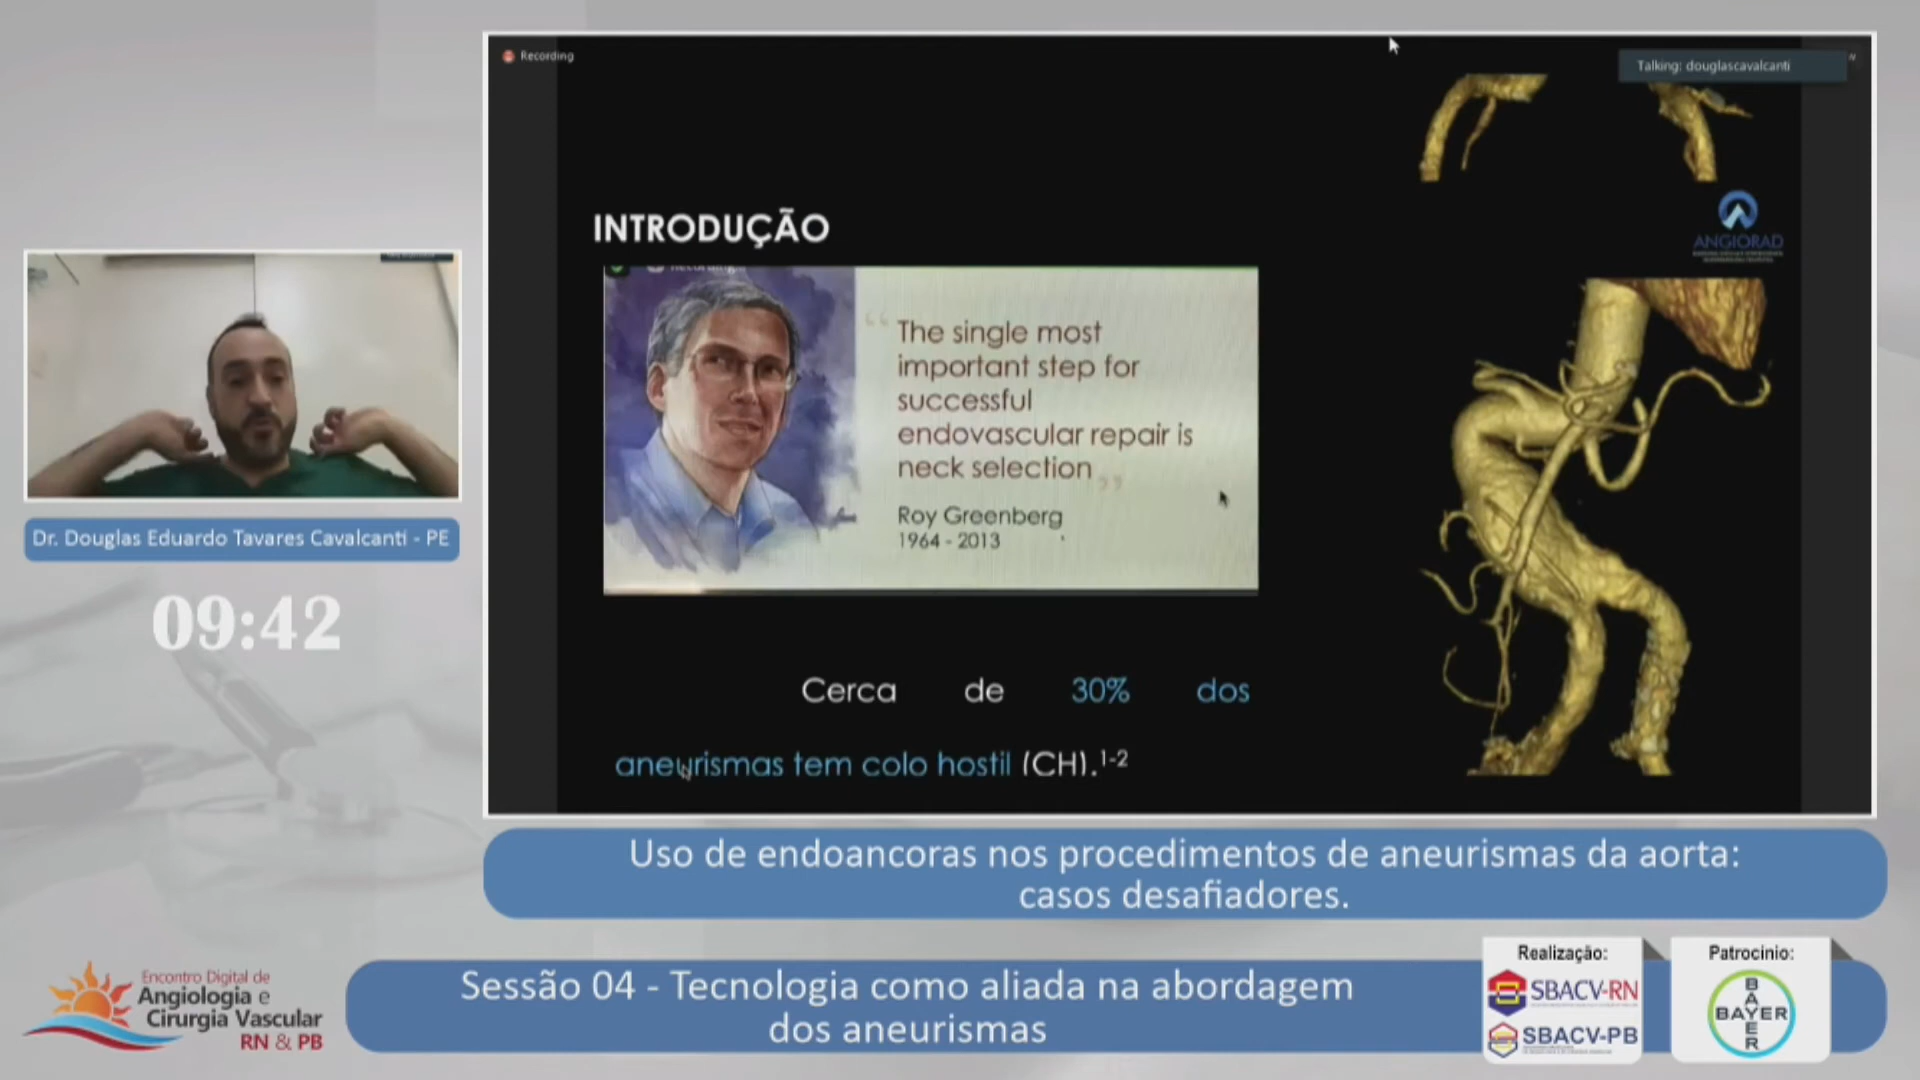 Recording
Talking: douglascavalcanti
INTRODUÇÃO
ANGIORAD
“The single most
important step for
successful
endovascular repair is
neck selection”
Roy Greenberg
1964 - 2013
Cerca de 30% dos
aneurismas tem colo hostil (CH).1-2
Dr. Douglas Eduardo Tavares Cavalcanti - PE
09:42
Uso de endoancoras nos procedimentos de aneurismas da aorta:
casos desafiadores.
Encontro Digital de
Angiologia e
Cirurgia Vascular
RN & PB
Sessão 04 - Tecnologia como aliada na abordagem
dos aneurismas
Realização:
SBACV-RN
SBACV-PB
Patrocínio:
BAYER
BAYER